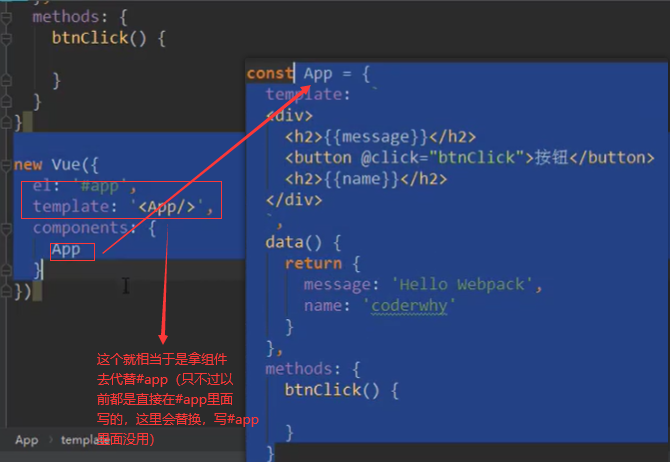 methods: {
btnClick() {
}
}
}
new Vue({
el: '#app',
template: '<App/>',
components: {
App
}
})
const App = {
template: `
<div>
<h2>{{message}}</h2>
<button @click="btnClick">按钮</button>
<h2>{{name}}</h2>
</div>
`,
data() {
return {
message: 'Hello Webpack',
name: 'coderwhy'
}
},
methods: {
btnClick() {
}
}
这个就相当于是拿组件
去代替#app（只不过以
前都是直接在#app里面
写的，这里会替换，写#app
里面没用）
App > template